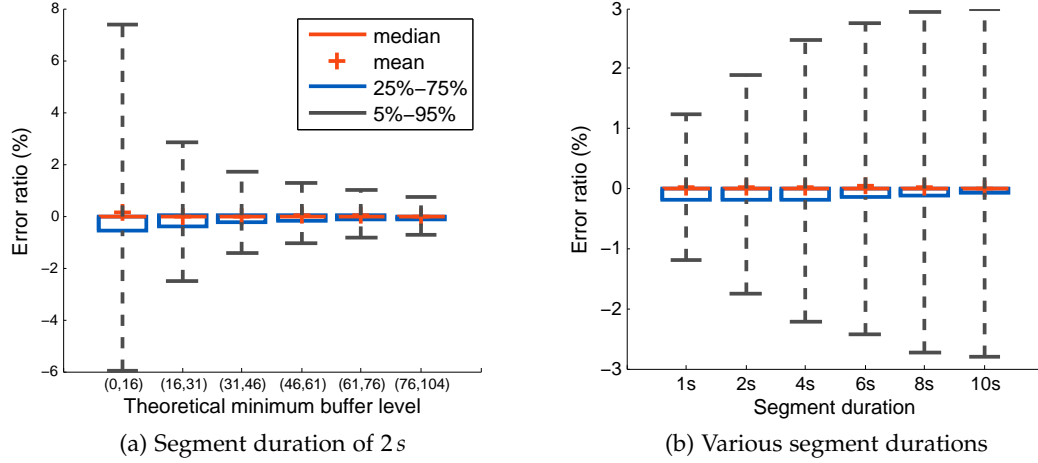 Error ratio (%)
8
6
4
2
0
−2
−4
−6
median
mean
25%−75%
5%−95%
(0,16) (16,31) (31,46) (46,61) (61,76) (76,104)
Theoretical minimum buffer level
(a) Segment duration of 2 s
Error ratio (%)
3
2
1
0
−1
−2
−3
1s 2s 4s 6s 8s 10s
Segment duration
(b) Various segment durations